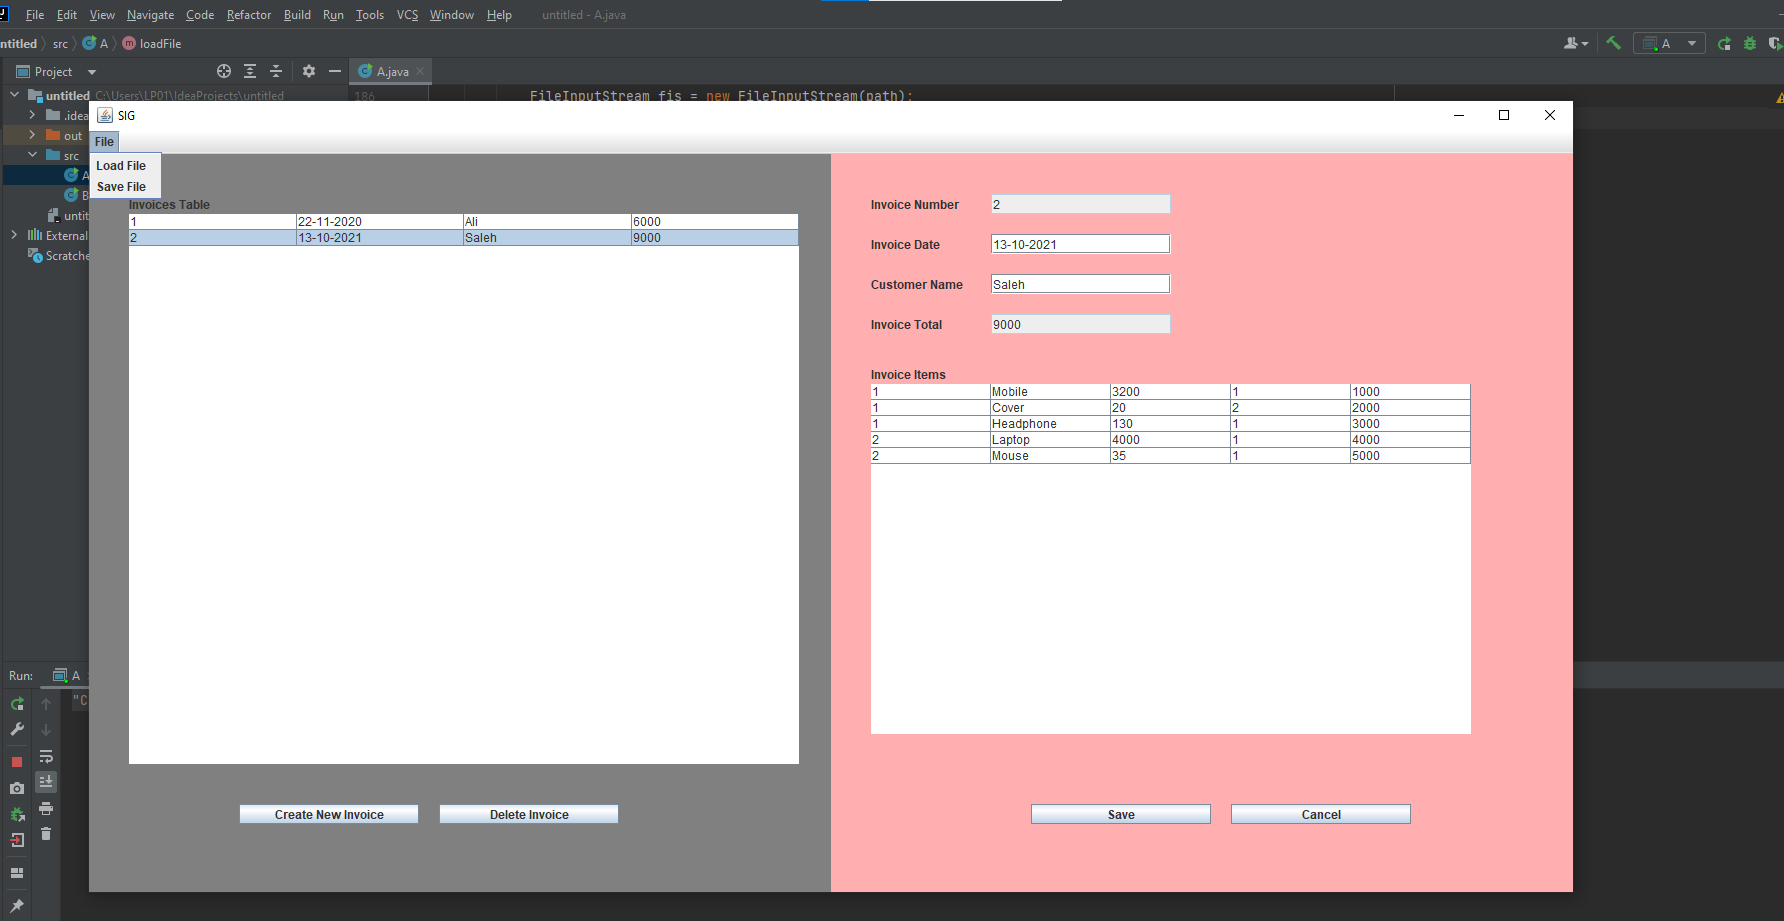 File Edit View Navigate Code Refactor Build Run Tools VCS Window Help untitled - A.java
ntitled src A loadFile
A
Project
A.java
untitled C:\Users\LP01\IdeaProjects\untitled
186 FileInputStream fis = new FileInputStream(path);
.idea
out
src
A
B
untit
External
Scratche
SIG
File
Load File
Save File
Invoices Table
1 22-11-2020 Ali 6000
2 13-10-2021 Saleh 9000
Create New Invoice Delete Invoice
Invoice Number 2
Invoice Date 13-10-2021
Customer Name Saleh
Invoice Total 9000
Invoice Items
1 Mobile 3200 1 1000
1 Cover 20 2 2000
1 Headphone 130 1 3000
2 Laptop 4000 1 4000
2 Mouse 35 1 5000
Save Cancel
Run: A
"C